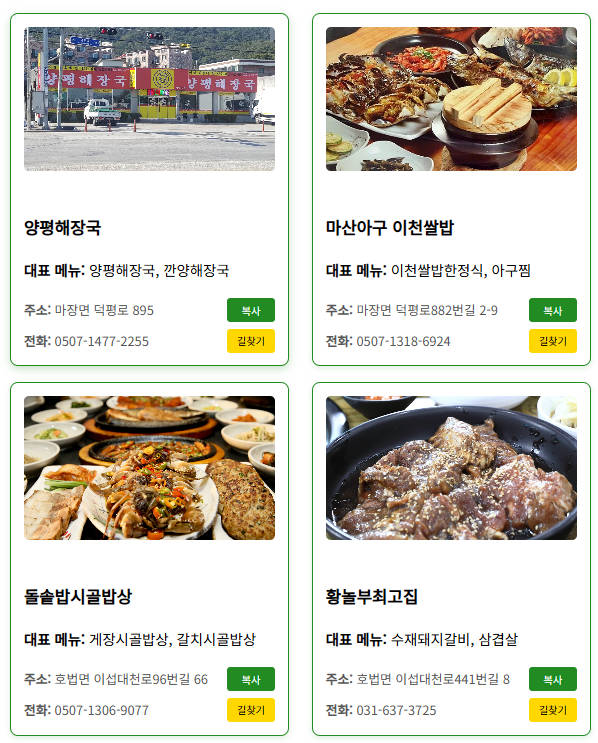 양평해장국
양평해장국
양평해장국
대표 메뉴: 양평해장국, 깐양해장국
주소: 마장면 덕평로 895
복사
전화: 0507-1477-2255
길찾기
마산아구 이천쌀밥
대표 메뉴: 이천쌀밥한정식, 아구찜
주소: 마장면 덕평로882번길 2-9
복사
전화: 0507-1318-6924
길찾기
돌솥밥시골밥상
대표 메뉴: 게장시골밥상, 갈치시골밥상
주소: 호법면 이섭대천로96번길 66
복사
전화: 0507-1306-9077
길찾기
황놀부최고집
대표 메뉴: 수재돼지갈비, 삼겹살
주소: 호법면 이섭대천로441번길 8
복사
전화: 031-637-3725
길찾기